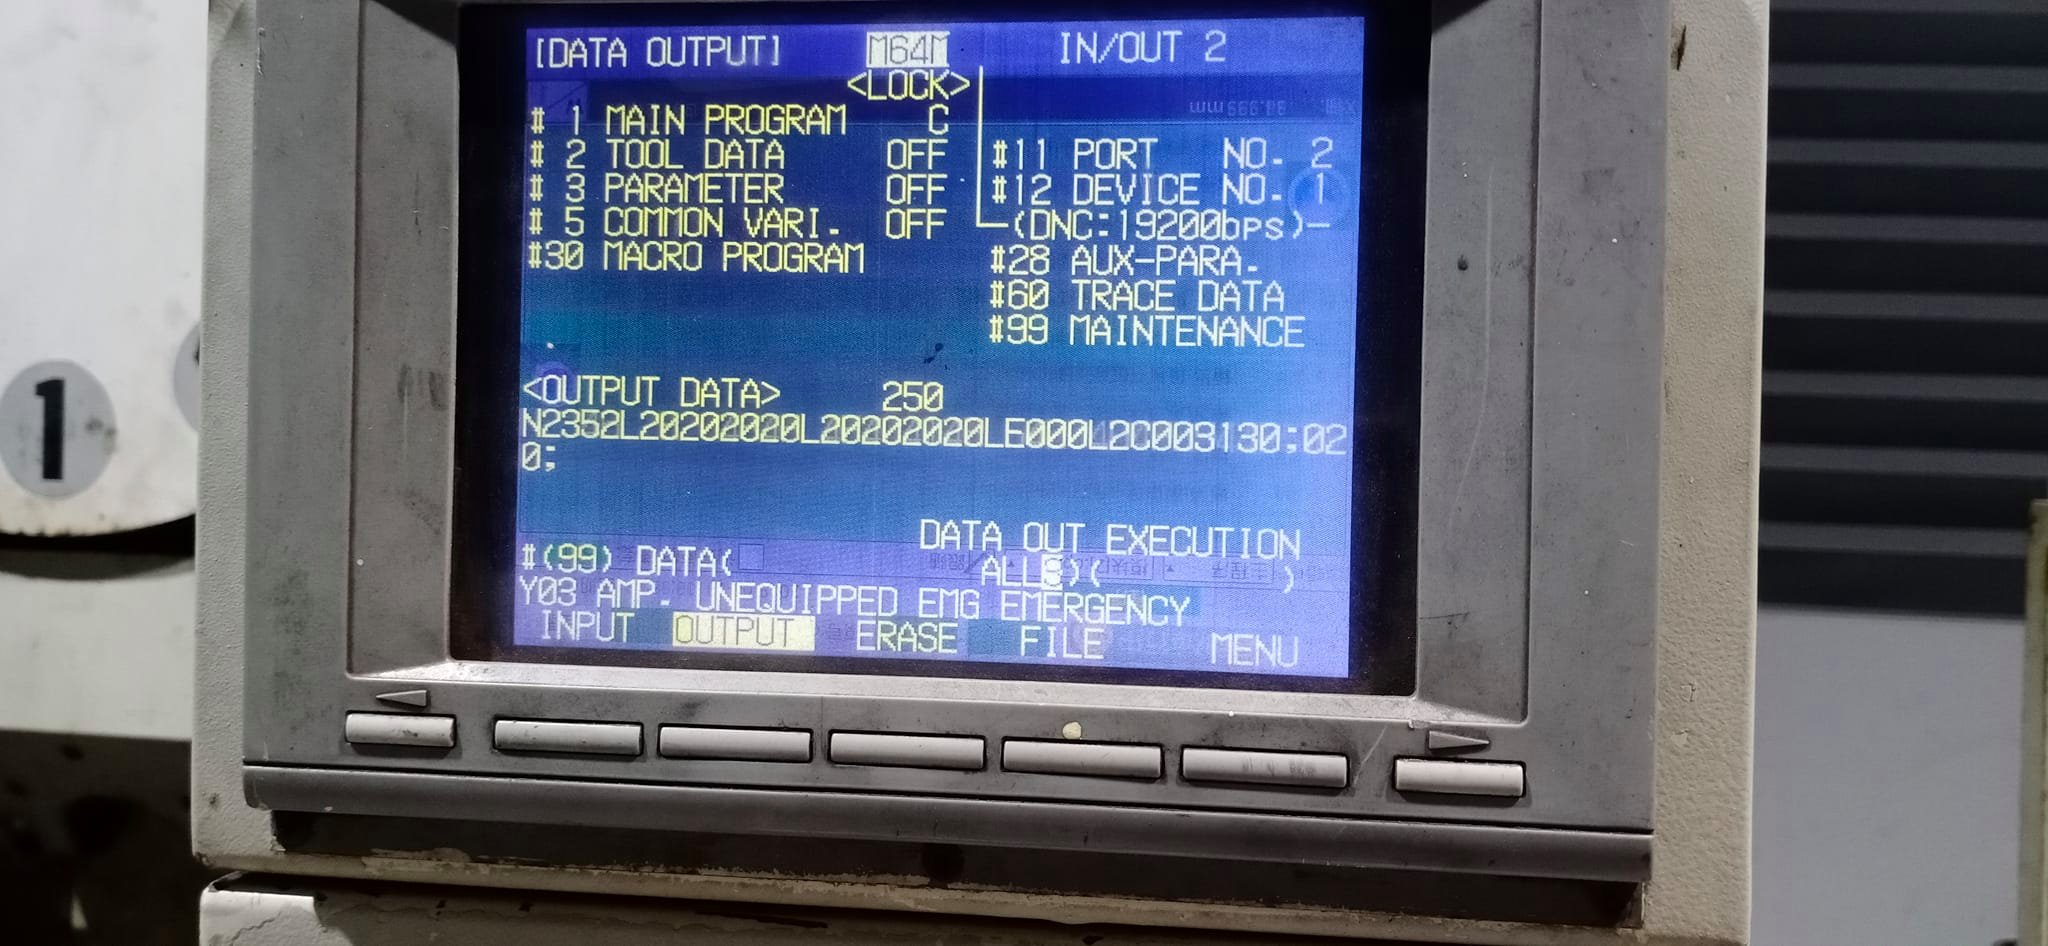 [DATA OUTPUT] M64M IN/OUT 2
<LOCK>
# 1 MAIN PROGRAM C
# 2 TOOL DATA OFF #11 PORT NO. 2
# 3 PARAMETER OFF #12 DEVICE NO. 1
# 5 COMMON VARI. OFF (DNC:19200bps)
#30 MACRO PROGRAM #28 AUX-PARA.
#60 TRACE DATA
#99 MAINTENANCE
<OUTPUT DATA> 250
N2352L20202020L20202020LE000L2C003130;02
0;
DATA OUT EXECUTION
#(99) DATA( ALL ) ( )
Y03 AMP. UNEQUIPPED EMG EMERGENCY
INPUT OUTPUT ERASE FILE MENU
1